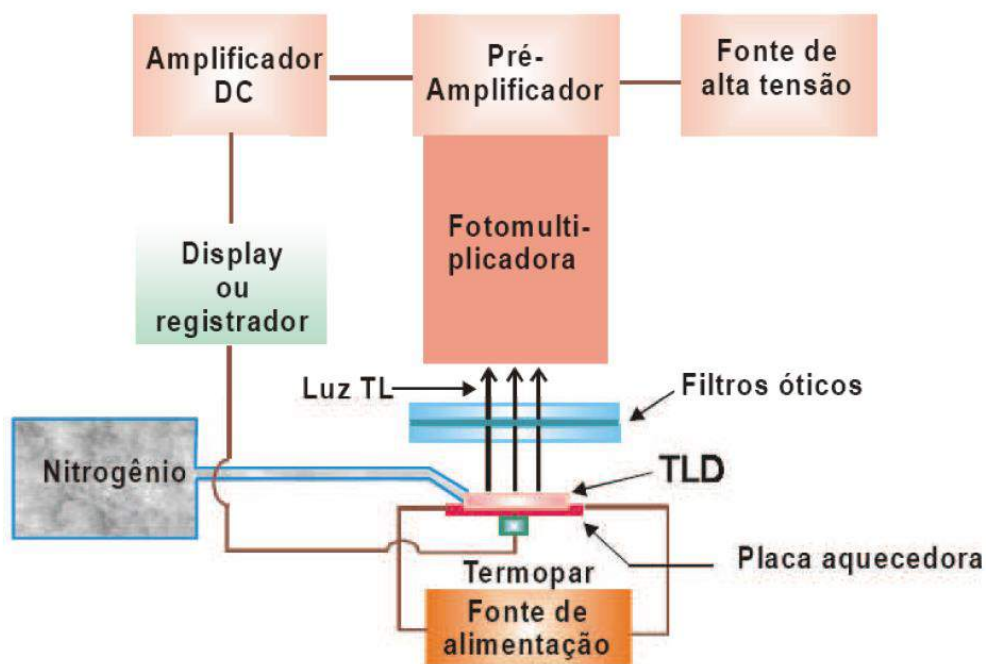 Amplificador
DC
Pré-
Amplificador
Fonte de
alta tensão
Fotomulti-
plicadora
Display
ou
registrador
Luz TL
Filtros óticos
Nitrogênio
TLD
Placa aquecedora
Termopar
Fonte de
alimentação